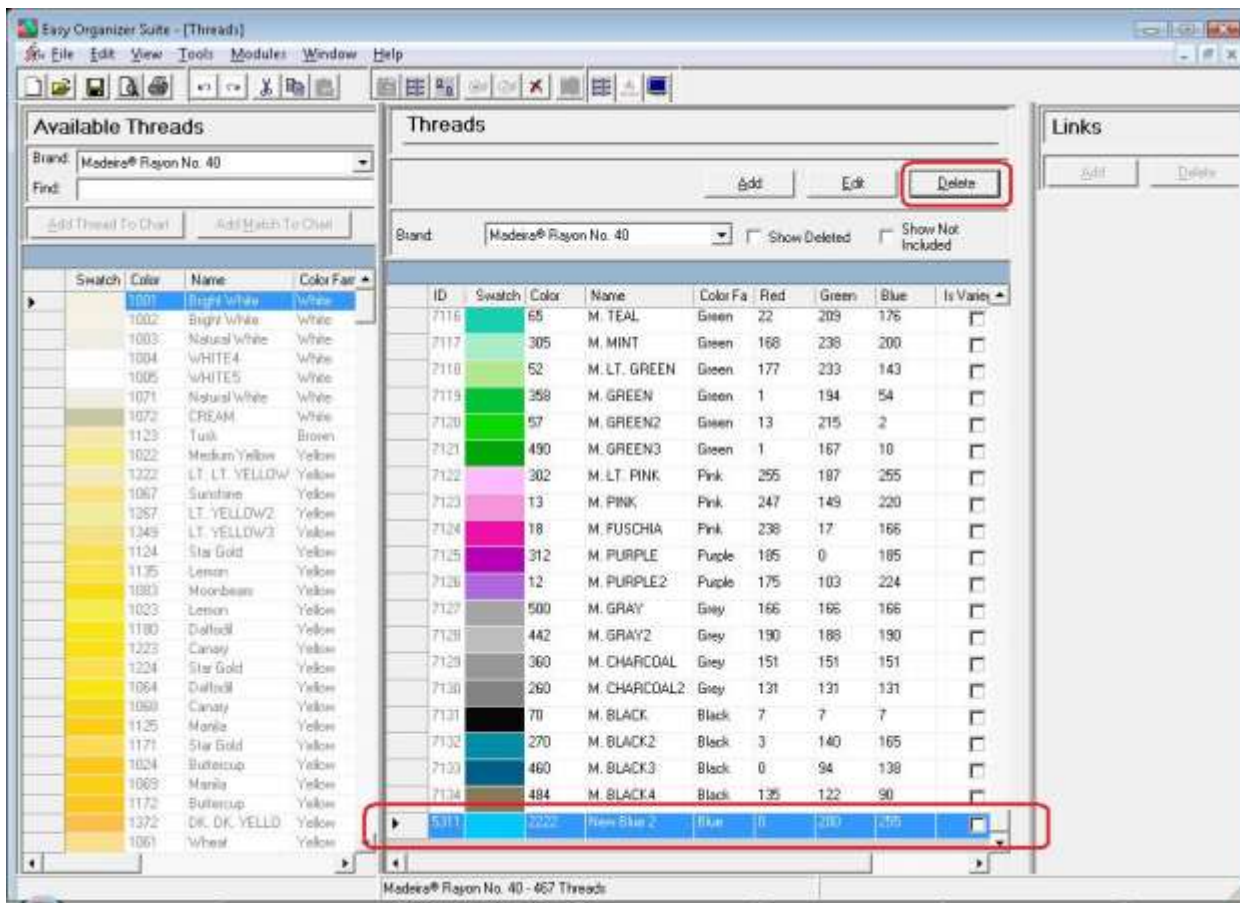 Easy Organizer Suite - [Threads]
File Edit View Tools Modules Window Help
Available Threads
Brand: Madeira® Rayon No. 40
Find:
Add Thread To Chart Add Match To Chart
Swatch Color Name Color Fam
1001 Bright White White
1002 Bright White White
1003 Natural White White
1004 WHITE4 White
1005 WHITE5 White
1071 Natural White White
1072 CREAM White
1123 Tusk Brown
1022 Medium Yellow Yellow
1222 LT. LT. YELLOW Yellow
1067 Sunshine Yellow
1267 LT. YELLOW2 Yellow
1349 LT. YELLOW3 Yellow
1124 Star Gold Yellow
1135 Lemon Yellow
1083 Moonbeam Yellow
1023 Lemon Yellow
1180 Daffodil Yellow
1223 Canary Yellow
1224 Star Gold Yellow
1064 Daffodil Yellow
1068 Canary Yellow
1125 Manila Yellow
1171 Star Gold Yellow
1024 Buttercup Yellow
1069 Manila Yellow
1172 Buttercup Yellow
1372 DK. DK. YELLO Yellow
1061 Wheat Yellow
Threads
Add Edit Delete
Brand: Madeira® Rayon No. 40 Show Deleted Show Not Included
ID Swatch Color Name Color Fa Red Green Blue Is Varieg
7116 65 M. TEAL Green 22 209 176
7117 305 M. MINT Green 168 238 200
7118 52 M. LT. GREEN Green 177 233 143
7119 358 M. GREEN Green 1 194 54
7120 57 M. GREEN2 Green 13 215 2
7121 490 M. GREEN3 Green 1 167 10
7122 302 M. LT. PINK Pink 255 187 255
7123 13 M. PINK Pink 247 149 220
7124 18 M. FUSCHIA Pink 238 17 166
7125 312 M. PURPLE Purple 185 0 185
7126 12 M. PURPLE2 Purple 175 103 224
7127 500 M. GRAY Grey 166 166 166
7128 442 M. GRAY2 Grey 190 188 190
7129 360 M. CHARCOAL Grey 151 151 151
7130 260 M. CHARCOAL2 Grey 131 131 131
7131 70 M. BLACK Black 7 7 7
7132 270 M. BLACK2 Black 3 140 165
7133 460 M. BLACK3 Black 0 94 138
7134 484 M. BLACK4 Black 135 122 90
5311 2222 New Blue 2 Blue 0 200 255
Madeira® Rayon No. 40 - 467 Threads
Links
Add Delete